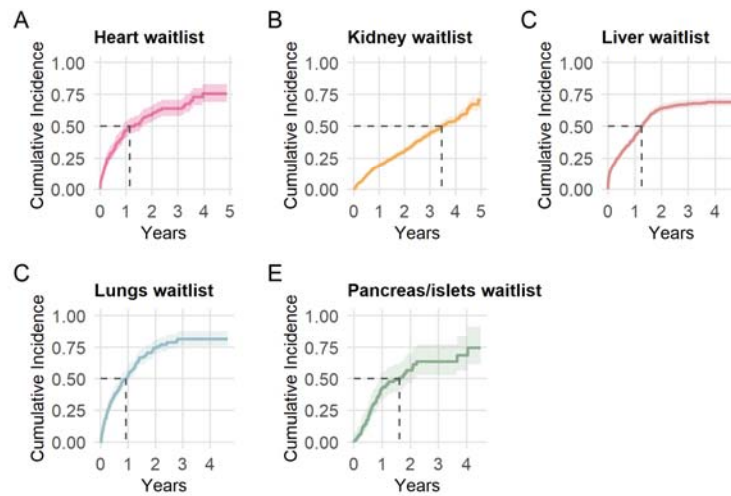 A
Heart waitlist
Cumulative Incidence
1.00
0.75
0.50
0.25
0.00
0 1 2 3 4 5
Years
B
Kidney waitlist
Cumulative Incidence
1.00
0.75
0.50
0.25
0.00
0 1 2 3 4 5
Years
C
Liver waitlist
Cumulative Incidence
1.00
0.75
0.50
0.25
0.00
0 1 2 3 4
Years
C
Lungs waitlist
Cumulative Incidence
1.00
0.75
0.50
0.25
0.00
0 1 2 3 4
Years
E
Pancreas/islets waitlist
Cumulative Incidence
1.00
0.75
0.50
0.25
0.00
0 1 2 3 4
Years